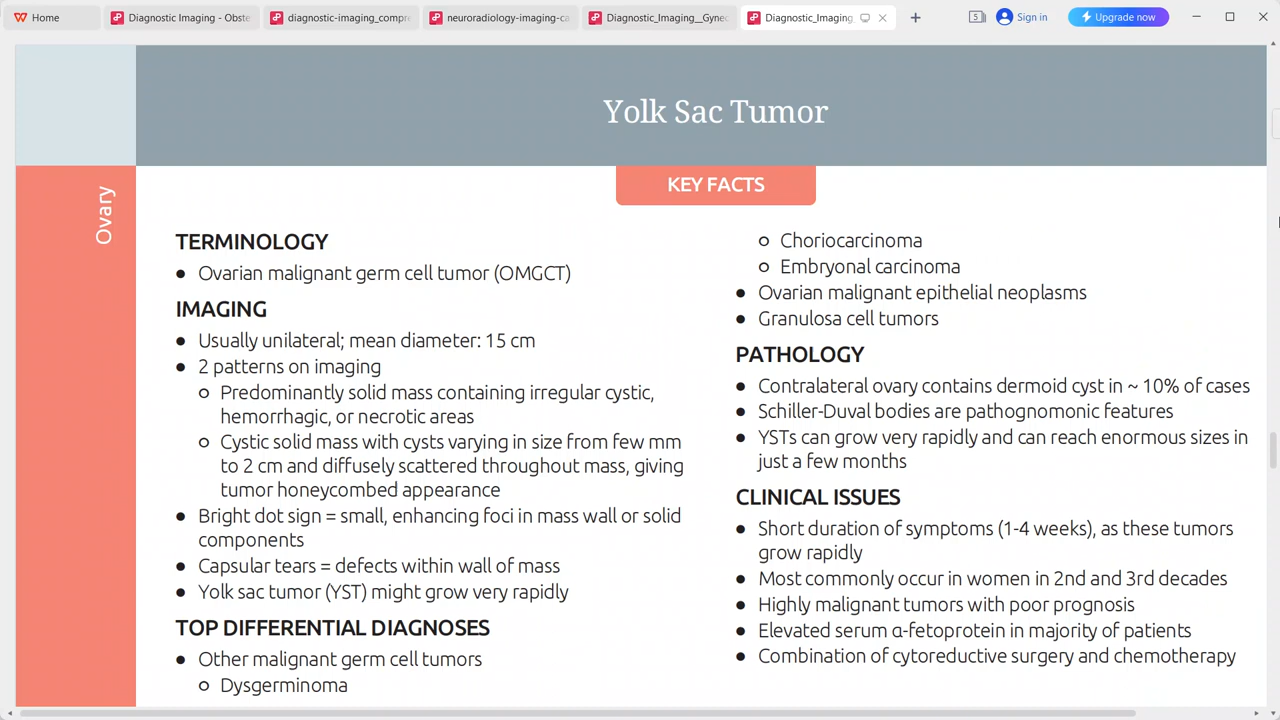 Home
Diagnostic Imaging - Obste
diagnostic-imaging_compre
neuroradiology-imaging-ca
Diagnostic_Imaging__Gynec
Diagnostic_Imaging_
5
Sign in
Upgrade now
Yolk Sac Tumor
KEY FACTS
Ovary
TERMINOLOGY
● Ovarian malignant germ cell tumor (OMGCT)
IMAGING
● Usually unilateral; mean diameter: 15 cm
● 2 patterns on imaging
○ Predominantly solid mass containing irregular cystic,
hemorrhagic, or necrotic areas
○ Cystic solid mass with cysts varying in size from few mm
to 2 cm and diffusely scattered throughout mass, giving
tumor honeycombed appearance
● Bright dot sign = small, enhancing foci in mass wall or solid
components
● Capsular tears = defects within wall of mass
● Yolk sac tumor (YST) might grow very rapidly
TOP DIFFERENTIAL DIAGNOSES
● Other malignant germ cell tumors
○ Dysgerminoma
○ Choriocarcinoma
○ Embryonal carcinoma
● Ovarian malignant epithelial neoplasms
● Granulosa cell tumors
PATHOLOGY
● Contralateral ovary contains dermoid cyst in ~ 10% of cases
● Schiller-Duval bodies are pathognomonic features
● YSTs can grow very rapidly and can reach enormous sizes in
just a few months
CLINICAL ISSUES
● Short duration of symptoms (1-4 weeks), as these tumors
grow rapidly
● Most commonly occur in women in 2nd and 3rd decades
● Highly malignant tumors with poor prognosis
● Elevated serum α-fetoprotein in majority of patients
● Combination of cytoreductive surgery and chemotherapy